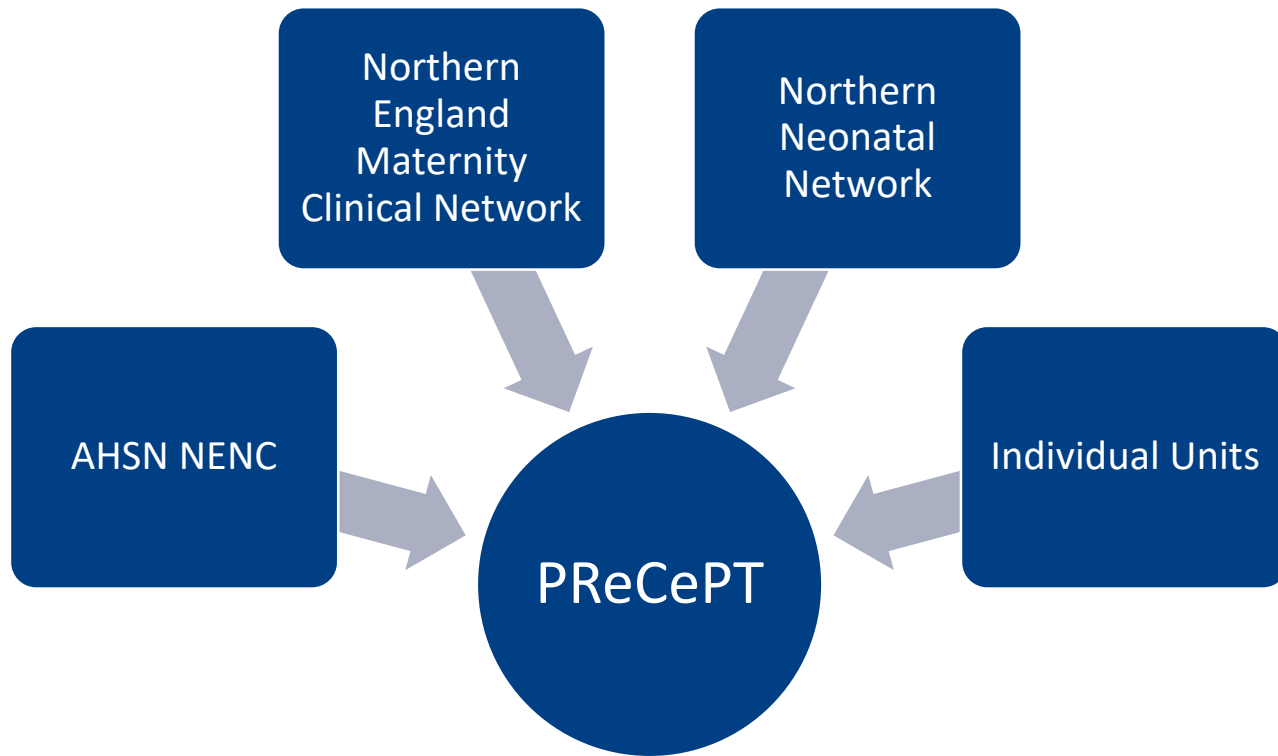 Northern
England
Maternity
Clinical Network
Northern
Neonatal
Network
AHSN NENC
Individual Units
PReCePT